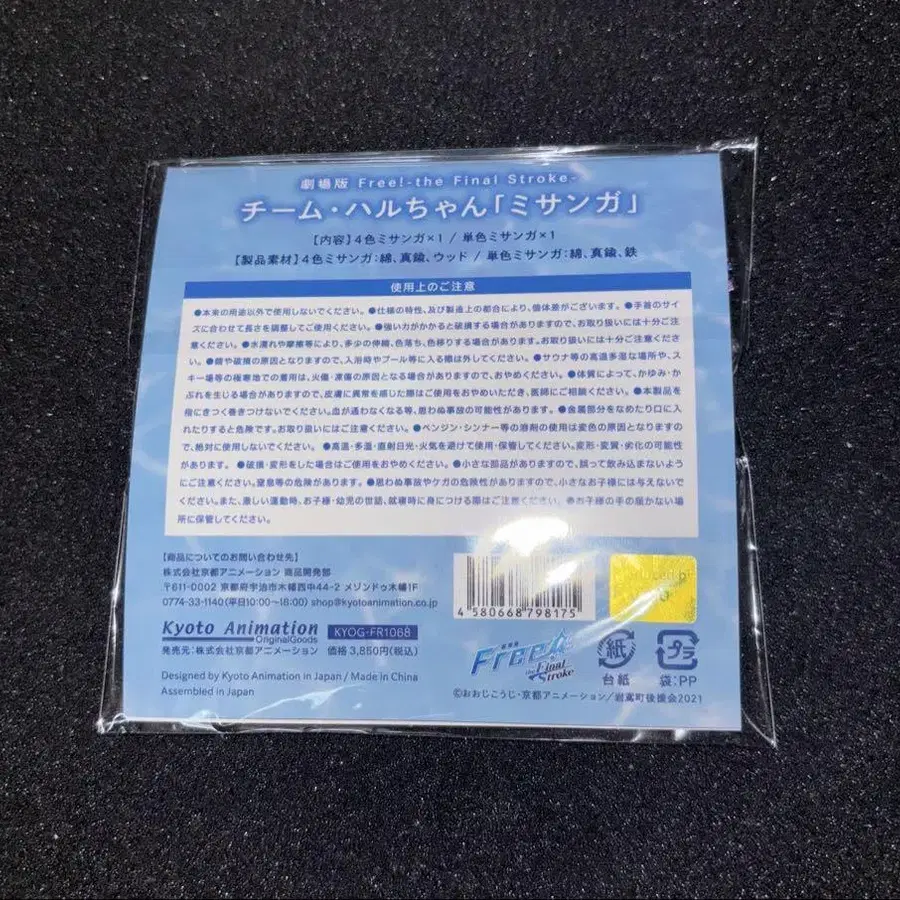 劇場版 Free!-the Final Stroke-
チーム・ハルちゃん「ミサンガ」
【内容】4色ミサンガ×1 / 単色ミサンガ×1
【製品素材】4色ミサンガ:綿、真鍮、ウッド / 単色ミサンガ:綿、真鍮、鉄
使用上のご注意
●本来の用途以外で使用しないでください。●仕様の特性、及び製造上の都合により、個体差がございます。●手首のサイ
ズに合わせて長さを調整してご使用ください。●強い力がかかると破損する場合がありますので、お取り扱いには十分ご注
意ください。●水濡れや摩擦等により、多少の伸縮、色落ち、色移りする場合があります。お取り扱いには十分ご注意くださ
い。●錆や破損の原因となりますので、入浴時やプール等に入る際は外してください。●サウナ等の高温多湿な場所や、ス
キー場等の極寒地での着用は、火傷・凍傷の原因となる場合がありますので、おやめください。●体質によって、かゆみ・か
ぶれを生じる場合がありますので、皮膚に異常を感じた際はご使用をおやめいただき、医師にご相談ください。●本製品を
指にきつく巻きつけないでください。血が通わなくなる等、思わぬ事故の可能性があります。●金属部分をなめたり口に入
れたりすると危険です。お取り扱いにはご注意ください。●ベンジン・シンナー等の溶剤の使用は変色の原因となりますの
で、絶対に使用しないでください。●高温・多湿・直射日光・火気を避けて使用・保管してください。変形・変質・劣化の可能性
があります。●破損・変形をした場合はご使用をおやめください。●小さな部品がありますので、誤って飲み込まないよう
にご注意ください。窒息等の危険があります。●思わぬ事故やケガの危険性がありますので、小さなお子様には与えないで
ください。また、激しい運動時、お子様・幼児の世話、就寝時に身につける際はご注意ください。●お子様の手の届かない場
所に保管してください。
【商品についてのお問い合わせ先】
株式会社京都アニメーション 商品開発部
〒611-0002 京都府宇治市木幡西中44-2 メゾンドゥ木幡1F
0774-33-1140(平日10:00~18:00) shop@kyotoanimation.co.jp
4 580668 798175
Kyoto Animation
OriginalGoods
KYOG-FR1068
発売元:株式会社京都アニメーション 価格3,850円(税込)
Designed by Kyoto Animation in Japan / Made in China
Assembled in Japan
劇場版
Free!
the Final
Stroke
紙
台紙
プラ
袋:PP
©おおじこうじ・京都アニメーション/岩鳶町後援会2021